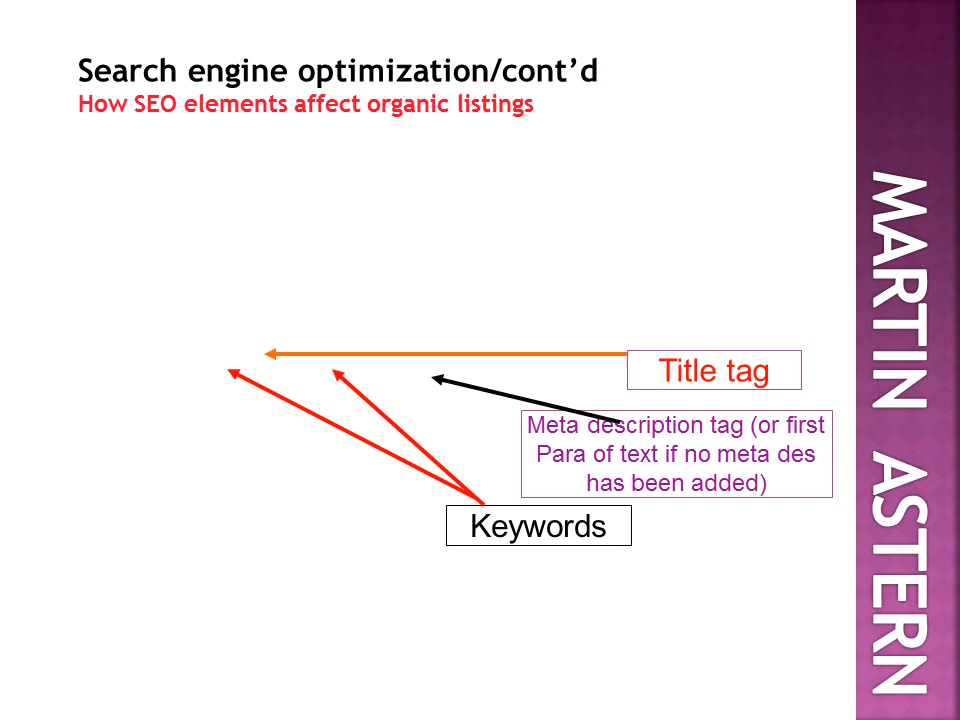 Search engine optimization/cont’d
How SEO elements affect organic listings
Title tag
Meta description tag (or first
Para of text if no meta des
has been added)
Keywords
MARTIN ASTERN